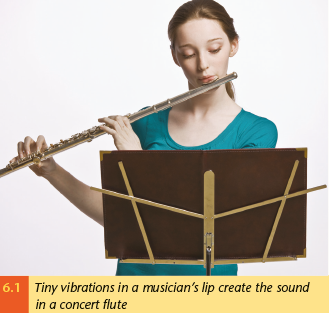 6.1 Tiny vibrations in a musician's lip create the sound
in a concert flute